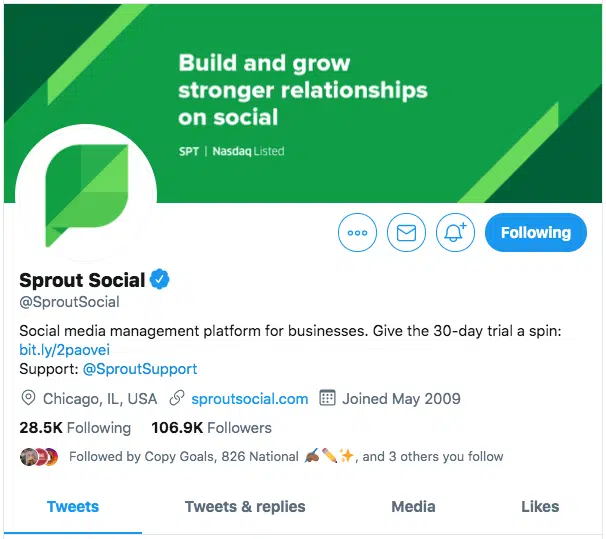 Build and grow
stronger relationships
on social
SPT | Nasdaq Listed
Following
Sprout Social
@SproutSocial
Social media management platform for businesses. Give the 30-day trial a spin:
bit.ly/2paovei
Support: @SproutSupport
Chicago, IL, USA sproutsocial.com Joined May 2009
28.5K Following 106.9K Followers
Followed by Copy Goals, 826 National ✍🏾✏️✨, and 3 others you follow
Tweets Tweets & replies Media Likes